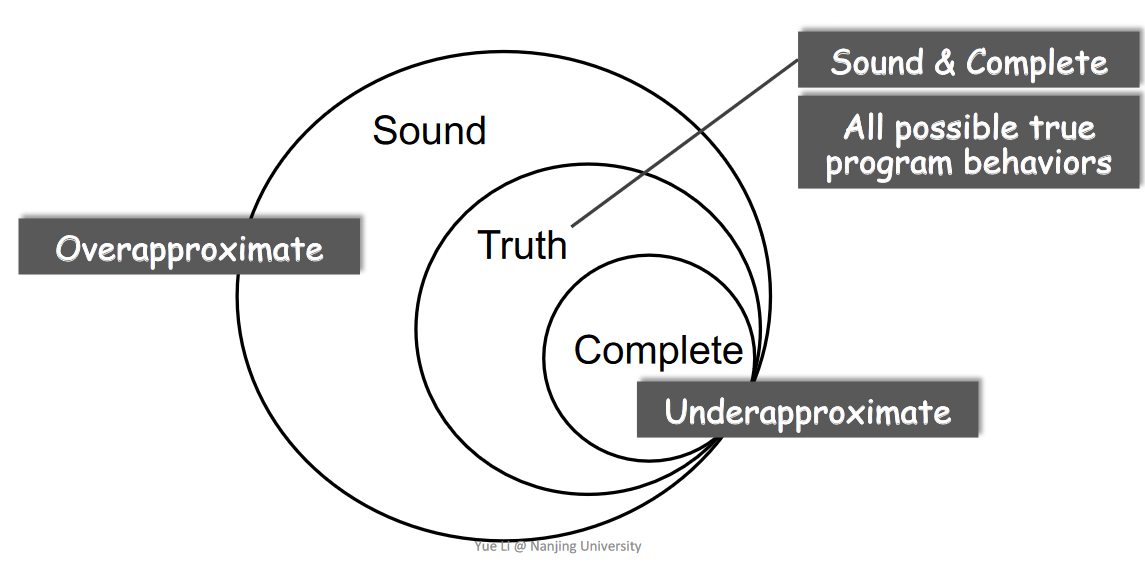 Sound & Complete
All possible true
program behaviors
Sound
Overapproximate
Truth
Complete
Underapproximate
Yue Li @ Nanjing University